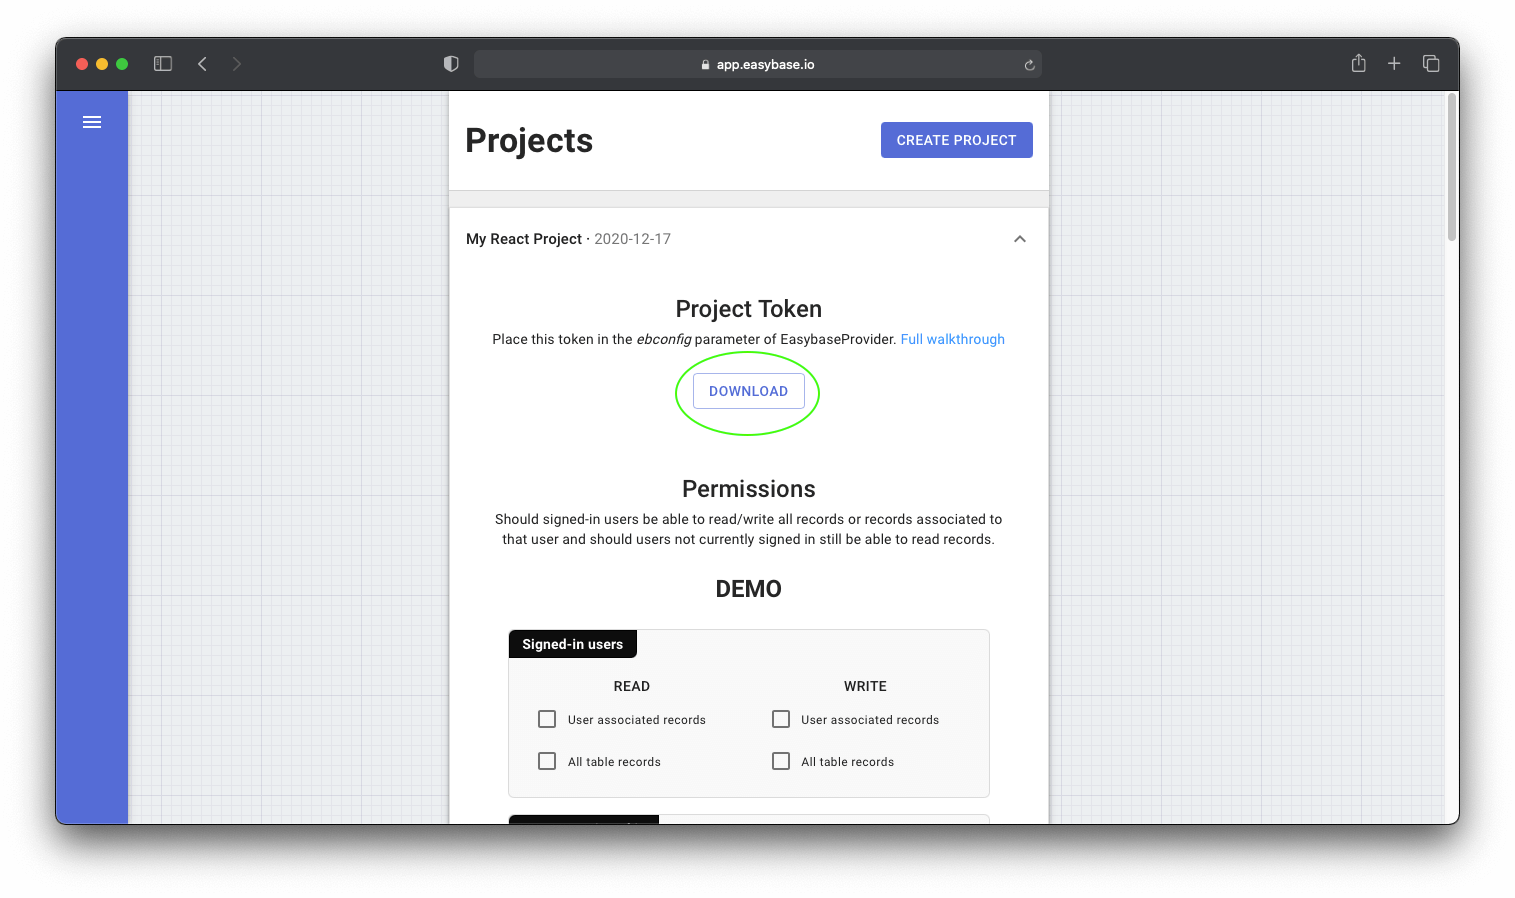 app.easybase.io
Projects
CREATE PROJECT
My React Project · 2020-12-17
Project Token
Place this token in the ebconfig parameter of EasybaseProvider. Full walkthrough
DOWNLOAD
Permissions
Should signed-in users be able to read/write all records or records associated to
that user and should users not currently signed in still be able to read records.
DEMO
Signed-in users
READ WRITE
User associated records User associated records
All table records All table records